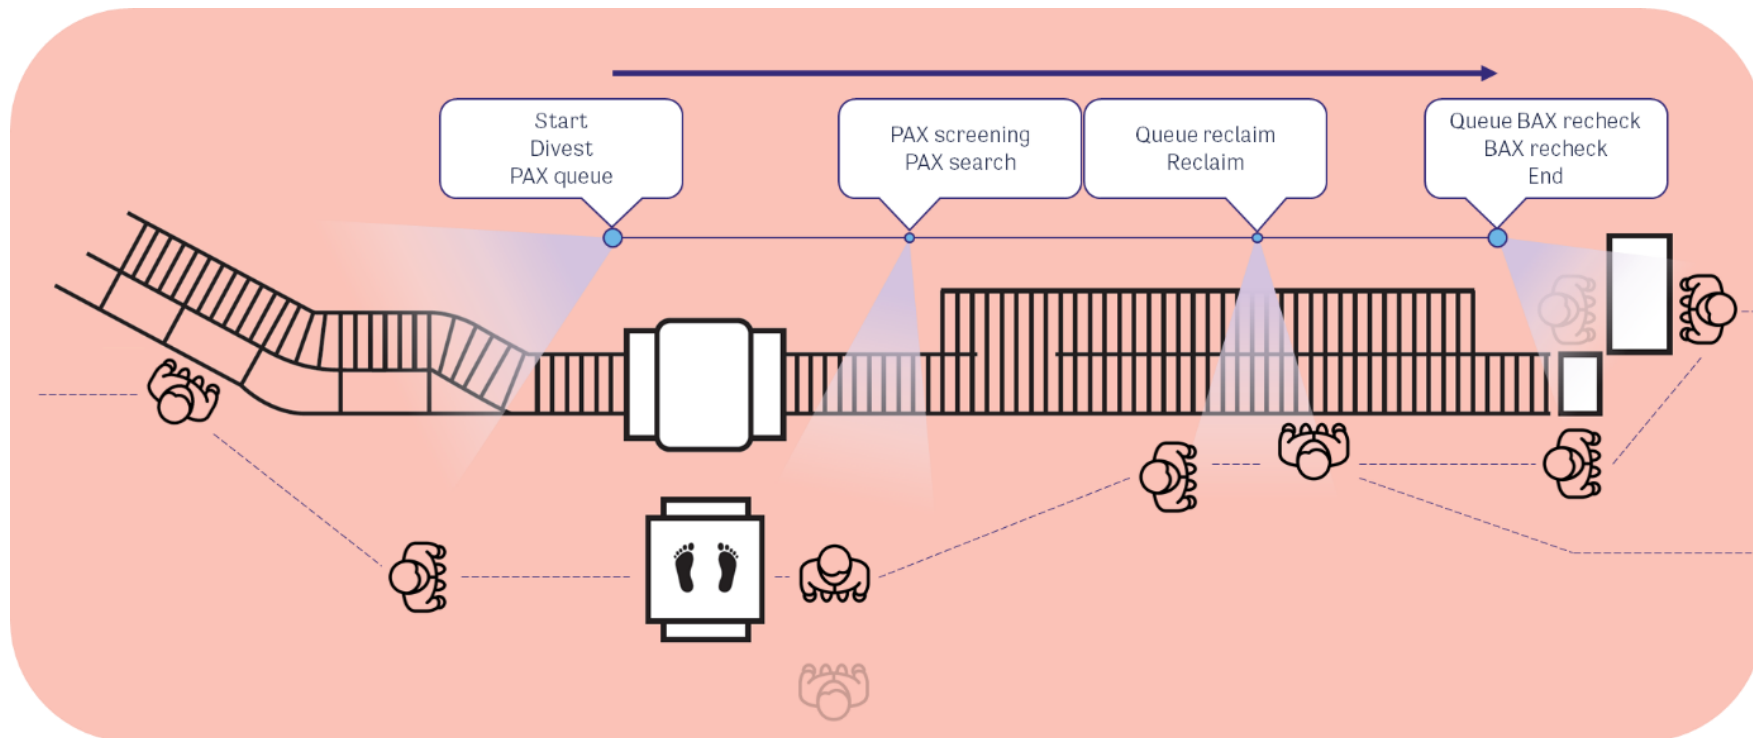 Start
Divest
PAX queue
PAX screening
PAX search
Queue reclaim
Reclaim
Queue BAX recheck
BAX recheck
End